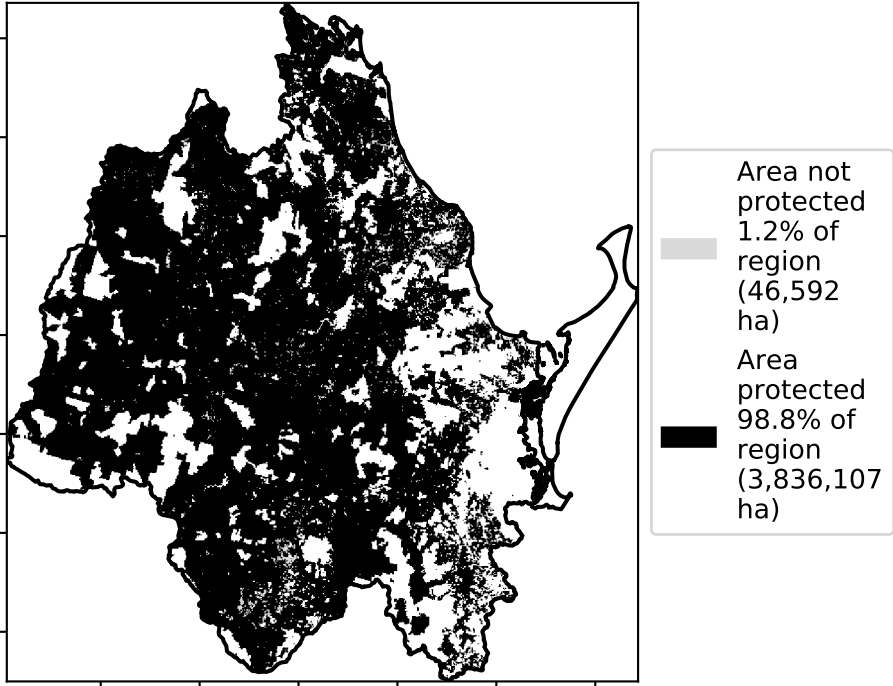 Area not
protected
1.2% of
region
(46,592
ha)
Area
protected
98.8% of
region
(3,836,107
ha)